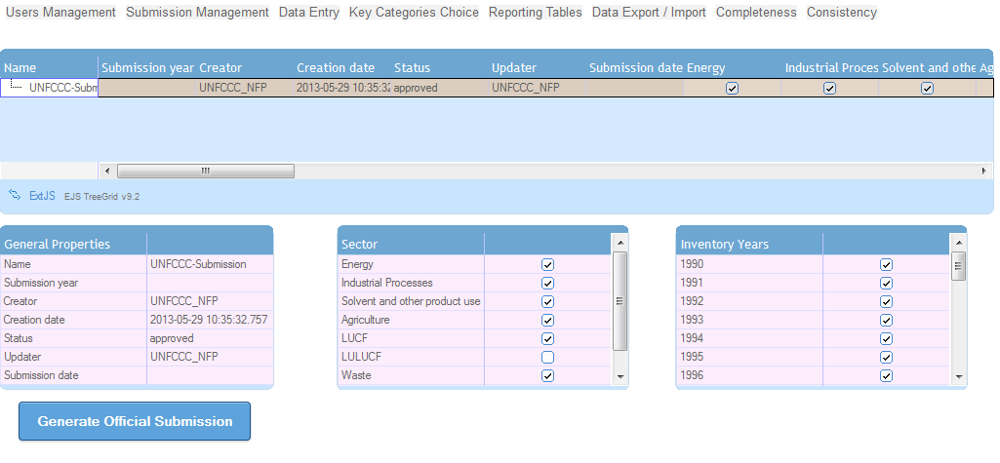 Users Management Submission Management Data Entry Key Categories Choice Reporting Tables Data Export / Import Completeness Consistency
Name Submission year Creator Creation date Status Updater Submission date Energy Industrial Proces Solvent and othe Ag
UNFCCC-Subm UNFCCC_NFP 2013-05-29 10:35:32 approved UNFCCC_NFP
ExtJS EJS TreeGrid v9.2
General Properties
Name UNFCCC-Submission
Submission year
Creator UNFCCC_NFP
Creation date 2013-05-29 10:35:32.757
Status approved
Updater UNFCCC_NFP
Submission date
Sector
Energy
Industrial Processes
Solvent and other product use
Agriculture
LUCF
LULUCF
Waste
Inventory Years
1990
1991
1992
1993
1994
1995
1996
Generate Official Submission